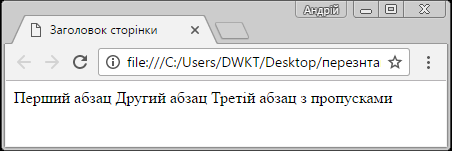 Андрій
Заголовок сторінки
file:///C:/Users/DWKT/Desktop/перезнта
Перший абзац Другий абзац Третій абзац з пропусками